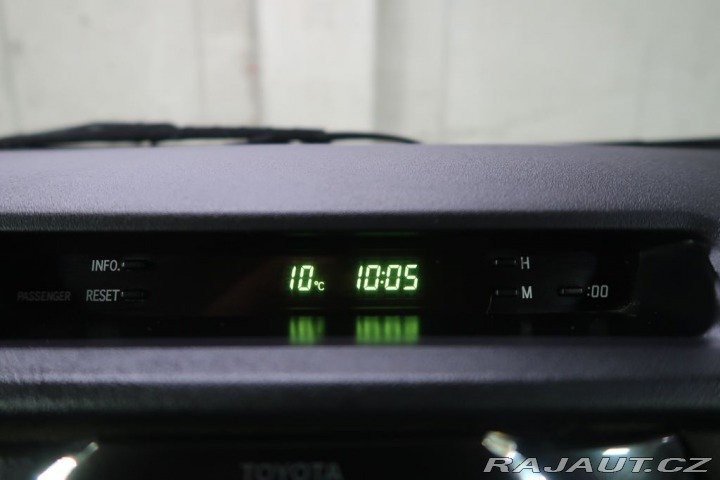 INFO.
10°C 10:05
H
PASSENGER RESET
M :00
TOYOTA
RAJAUT.CZ